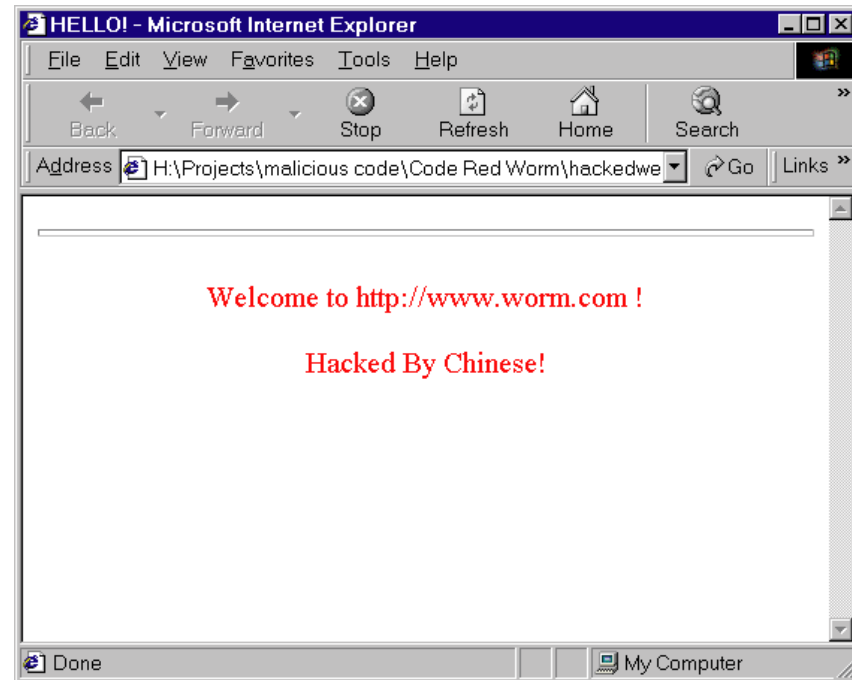 HELLO! - Microsoft Internet Explorer
File Edit View Favorites Tools Help
Back Forward Stop Refresh Home Search »
Address H:\Projects\malicious code\Code Red Worm\hackedwe Go Links »
Welcome to http://www.worm.com !
Hacked By Chinese!
Done My Computer